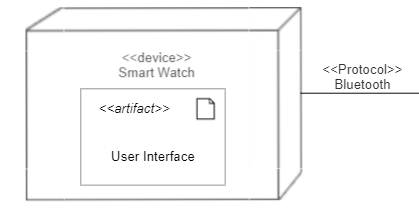 <<device>>
Smart Watch
<<artifact>>
User Interface
<<Protocol>>
Bluetooth